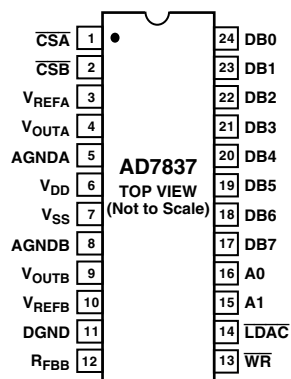 CSA 1 24 DB0
CSB 2 23 DB1
VREFA 3 22 DB2
VOUTA 4 21 DB3
AGNDA 5 20 DB4
AD7837
VDD 6 19 DB5
TOP VIEW
VSS 7 18 DB6
(Not to Scale)
AGNDB 8 17 DB7
VOUTB 9 16 A0
VREFB 10 15 A1
DGND 11 14 LDAC
RFBB 12 13 WR